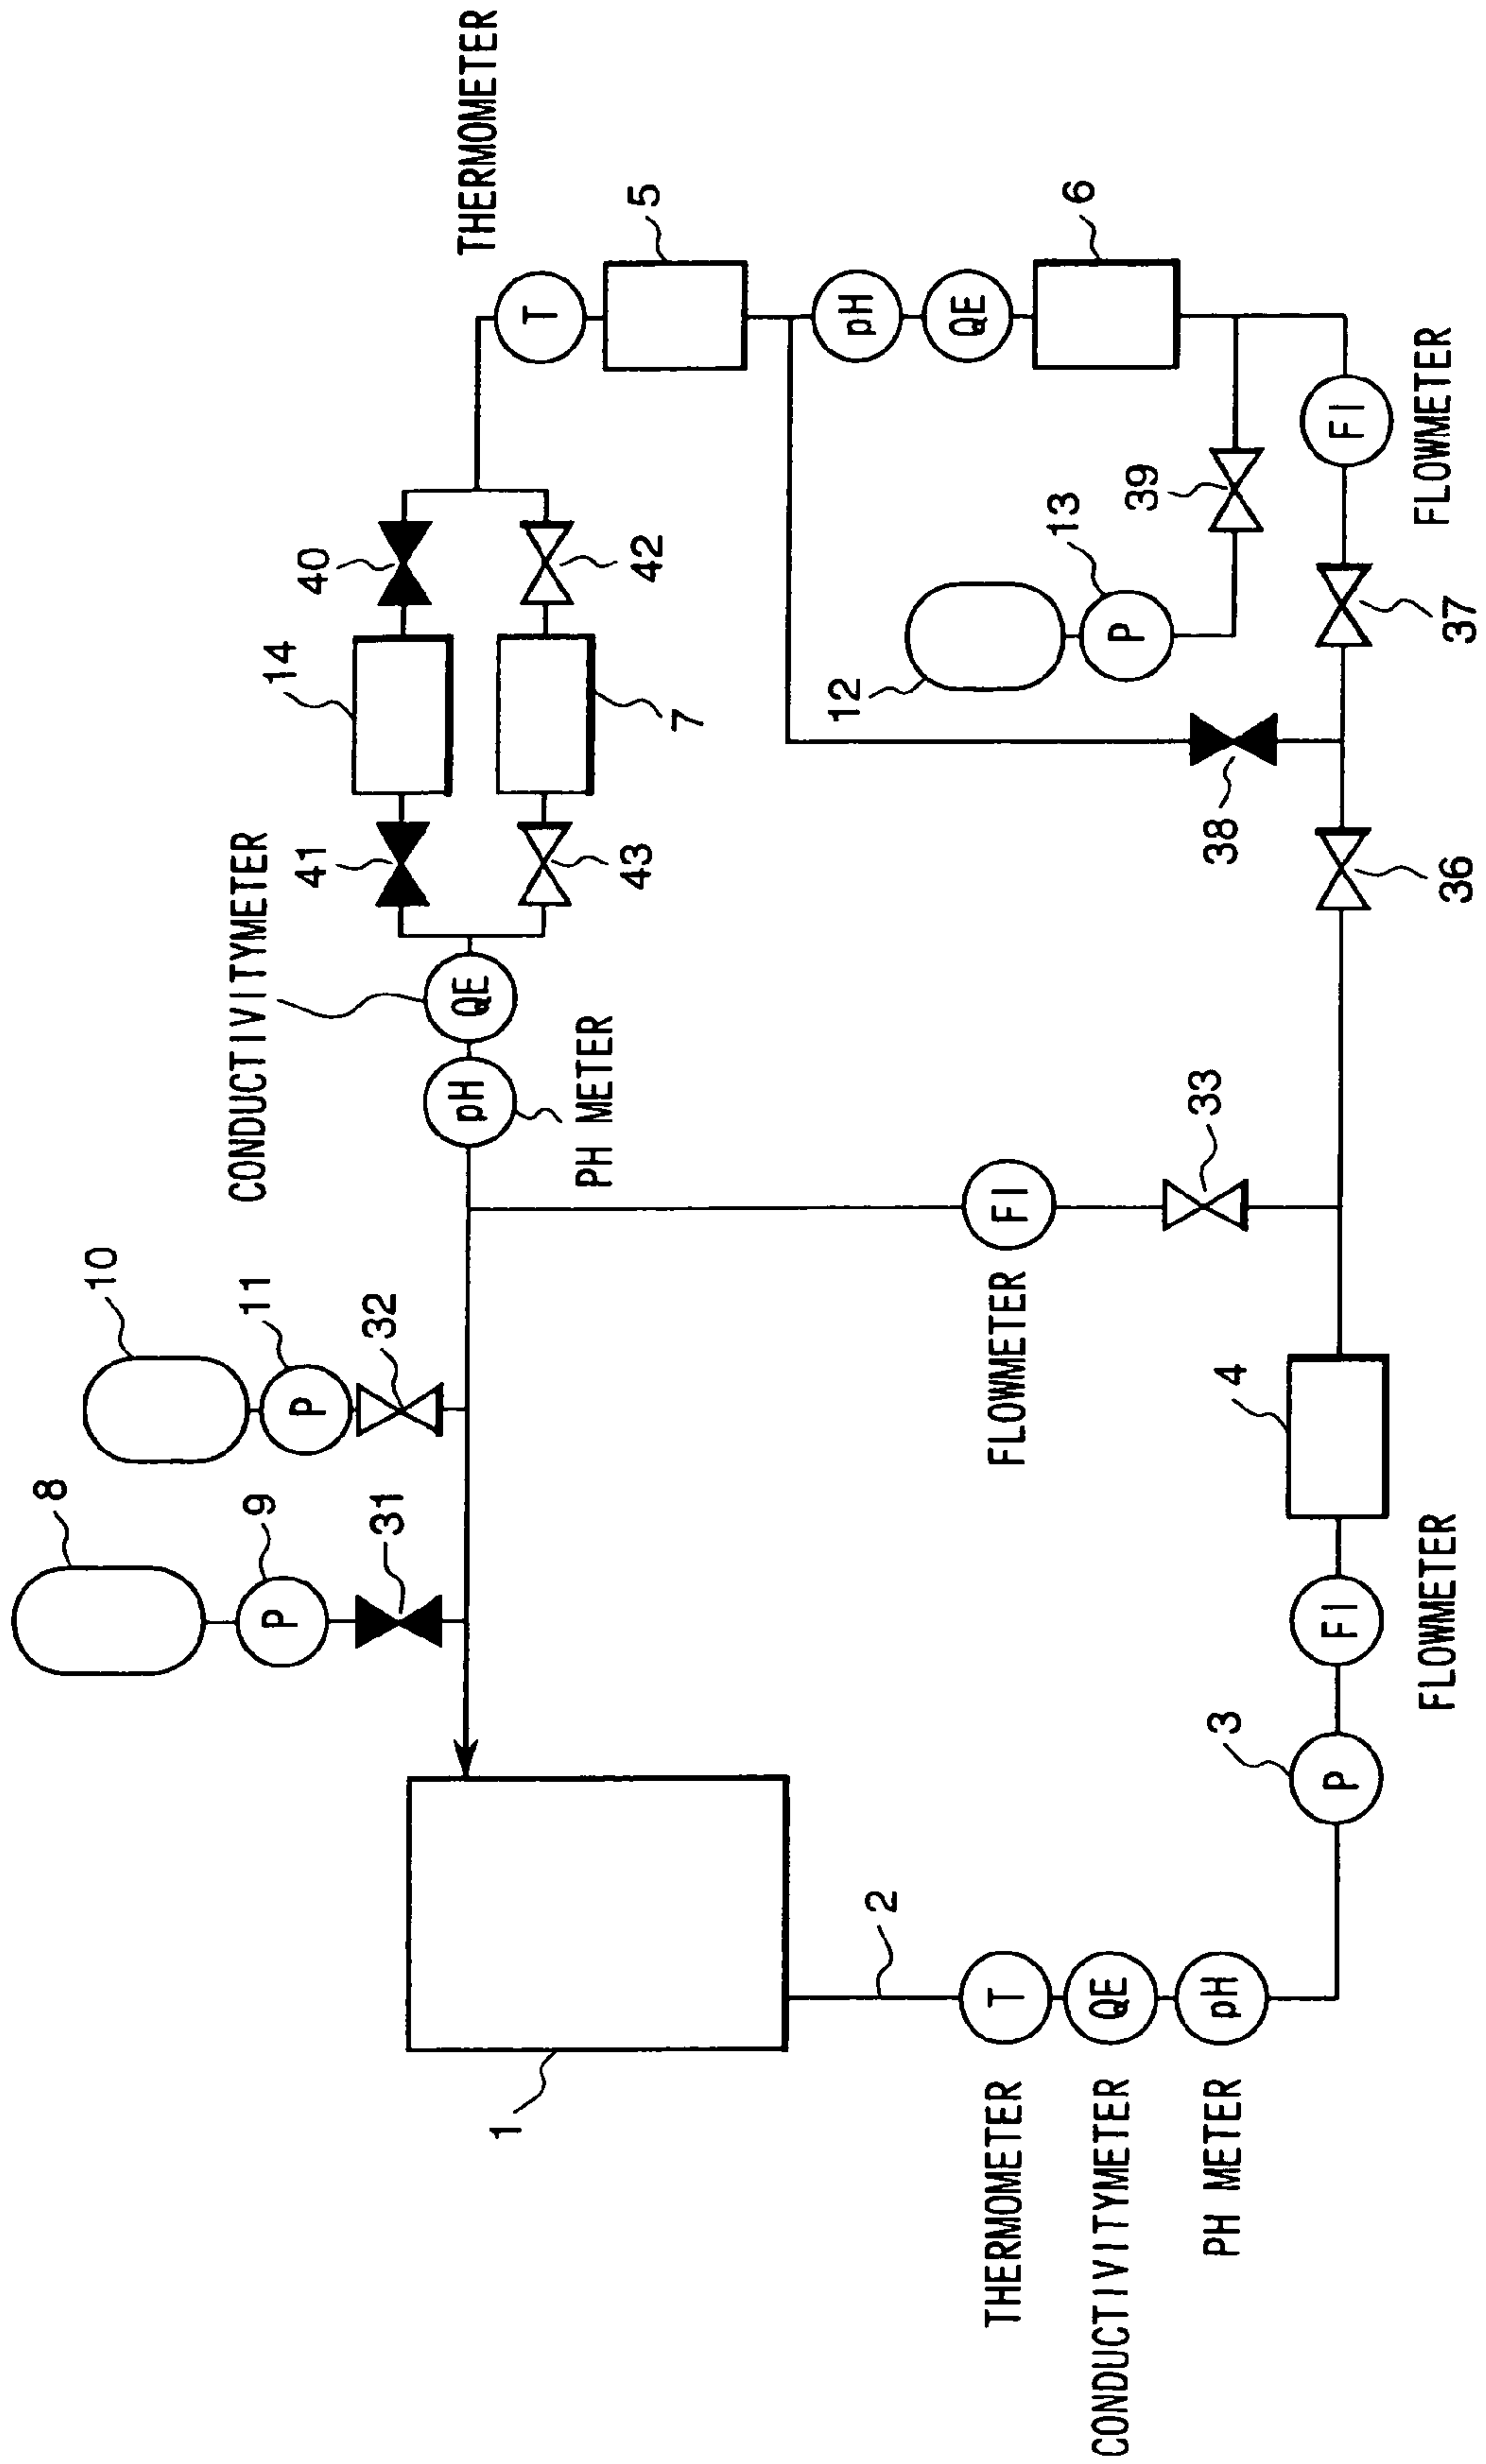 8
9
P
31
10
11
P
32
CONDUCTIVITYMETER
QE
pH
PH METER
41
14
40
43
7
42
THERMOMETER
T
5
pH
QE
6
1
2
T
QE
pH
THERMOMETER
CONDUCTIVITYMETER
PH METER
FI
FLOWMETER
33
12
13
P
39
38
3
P
FI
FLOWMETER
4
36
37
FI
FLOWMETER